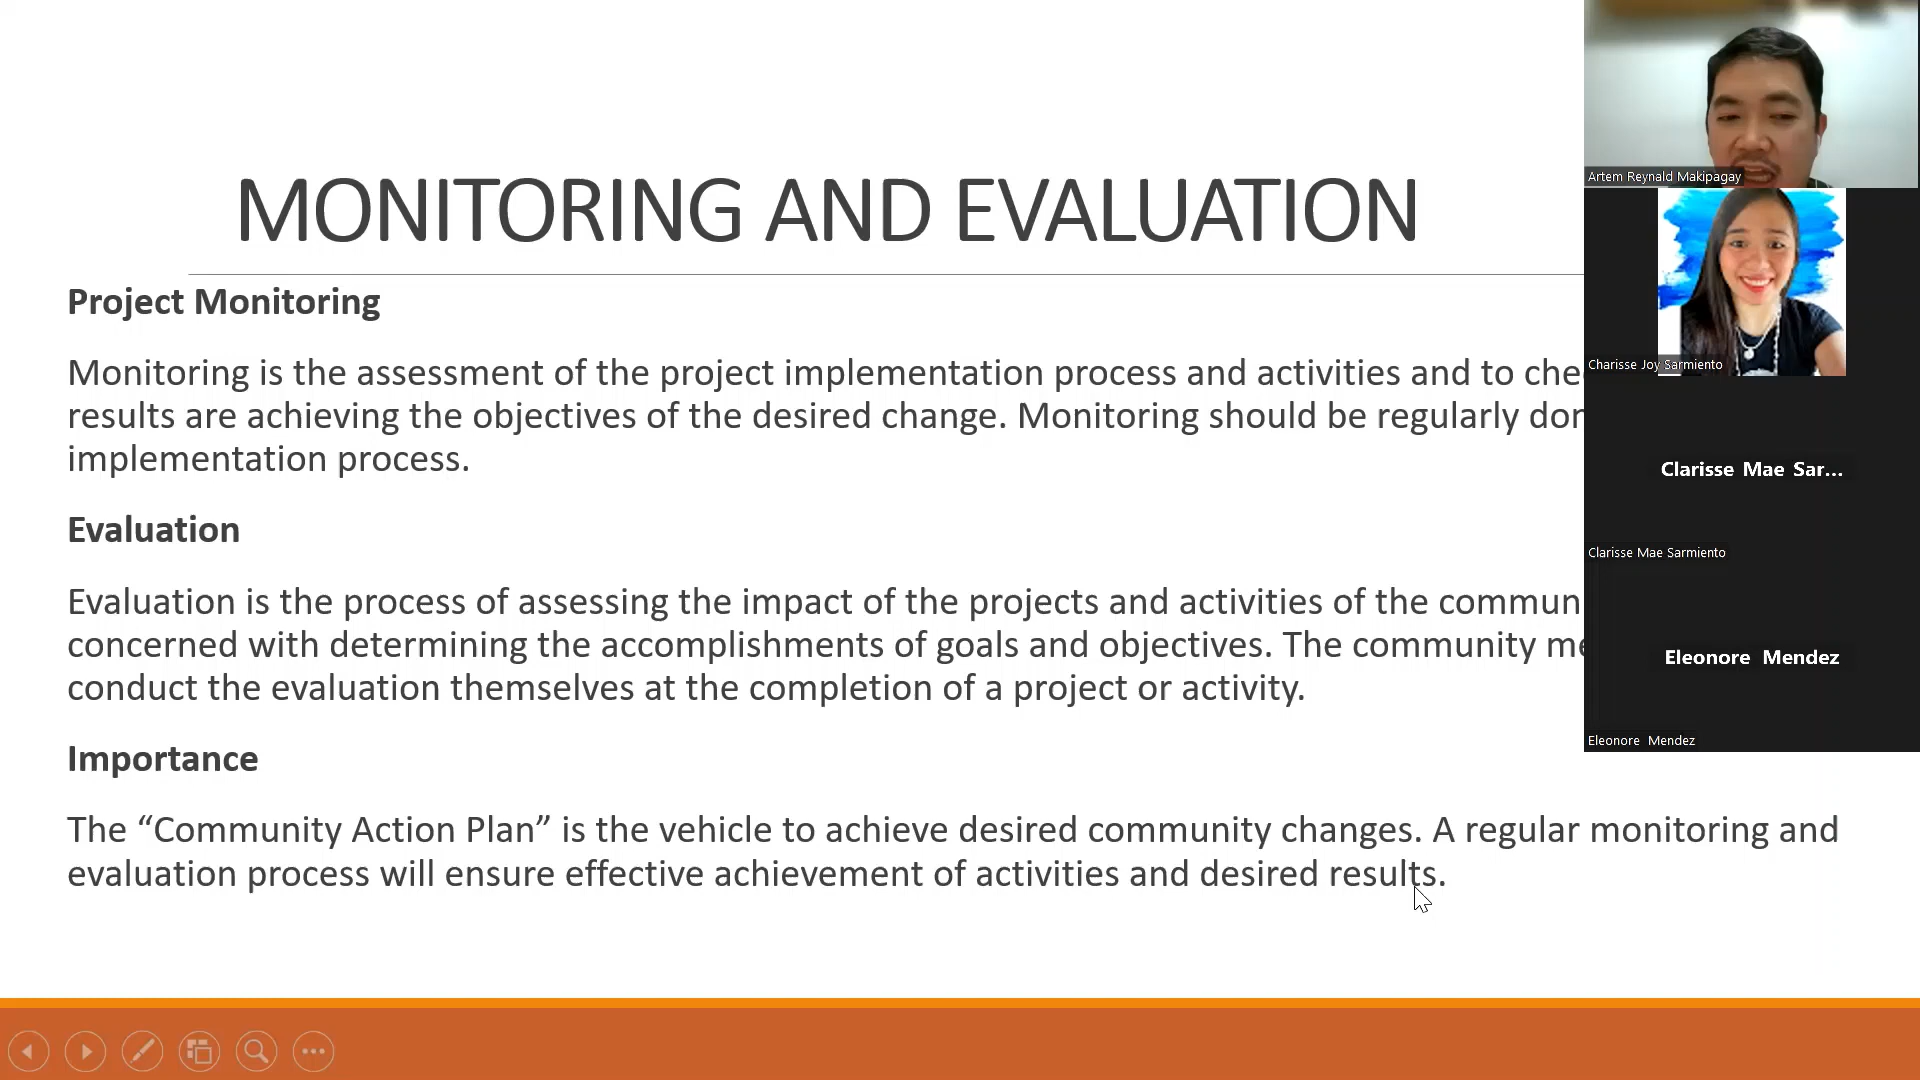 MONITORING AND EVALUATION
Project Monitoring
Monitoring is the assessment of the project implementation process and activities and to
results are achieving the objectives of the desired change. Monitoring should be regularly
implementation process.
Evaluation
Evaluation is the process of assessing the impact of the projects and activities of the
concerned with determining the accomplishments of goals and objectives. The community
conduct the evaluation themselves at the completion of a project or activity.
Importance
The “Community Action Plan” is the vehicle to achieve desired community changes. A regular monitoring and
evaluation process will ensure effective achievement of activities and desired results.
Artem Reynald Makipagay
Charisse Joy Sarmiento
Clarisse Mae Sar...
Clarisse Mae Sarmiento
Eleonore Mendez
Eleonore Mendez